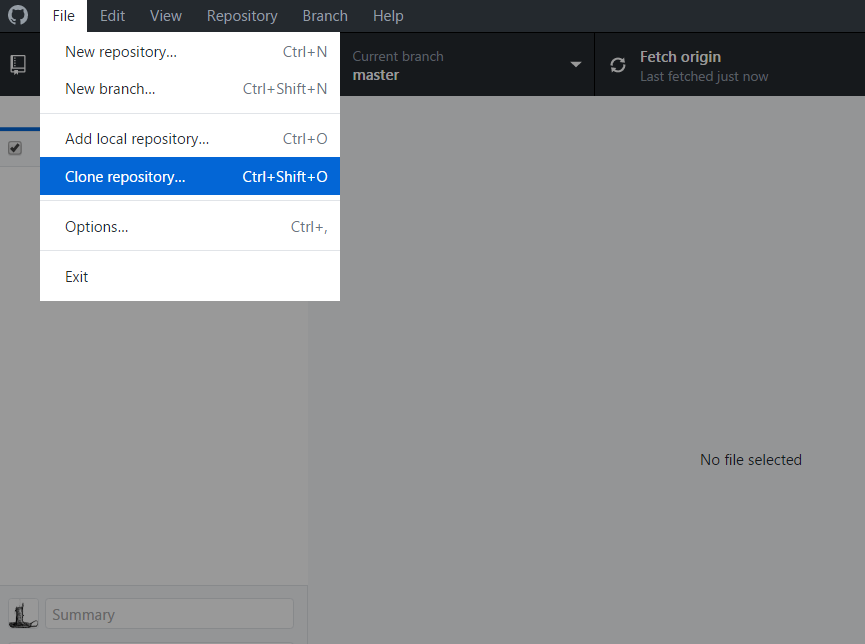 File Edit View Repository Branch Help
New repository... Ctrl+N
New branch... Ctrl+Shift+N
Add local repository... Ctrl+O
Clone repository... Ctrl+Shift+O
Options... Ctrl+,
Exit
Current branch
master
Fetch origin
Last fetched just now
No file selected
Summary